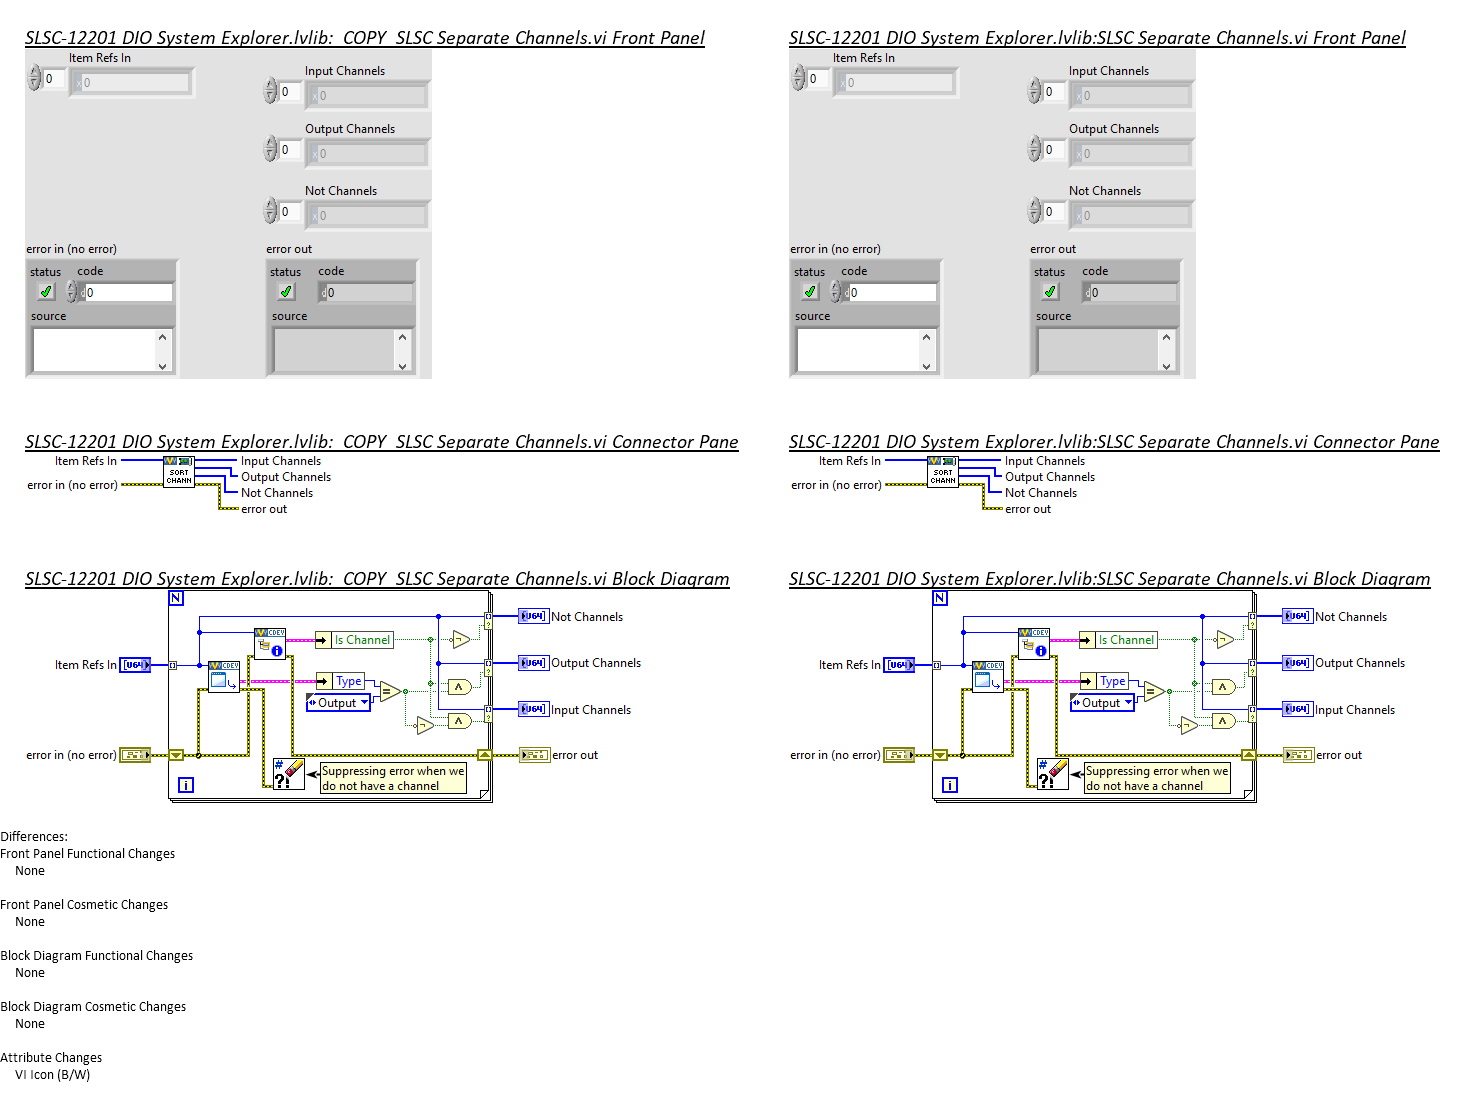 SLSC-12201 DIO System Explorer.lvlib:  COPY  SLSC Separate Channels.vi Front Panel
Item Refs In
0
x 0
Input Channels
0
x 0
Output Channels
0
x 0
Not Channels
0
x 0
error in (no error)
status code
d0
source
error out
status code
d0
source
SLSC-12201 DIO System Explorer.lvlib:SLSC Separate Channels.vi Front Panel
Item Refs In
0
x 0
Input Channels
0
x 0
Output Channels
0
x 0
Not Channels
0
x 0
error in (no error)
status code
d0
source
error out
status code
d0
source
SLSC-12201 DIO System Explorer.lvlib:  COPY  SLSC Separate Channels.vi Connector Pane
Item Refs In
error in (no error)
SORT
CHANN
Input Channels
Output Channels
Not Channels
error out
SLSC-12201 DIO System Explorer.lvlib:SLSC Separate Channels.vi Connector Pane
Item Refs In
error in (no error)
SORT
CHANN
Input Channels
Output Channels
Not Channels
error out
SLSC-12201 DIO System Explorer.lvlib:  COPY  SLSC Separate Channels.vi Block Diagram
N
[U64] Not Channels
CDEV
Is Channel
Item Refs In [U64]
CDEV
[U64] Output Channels
Type
Output
[U64] Input Channels
error in (no error)
error out
# ?!
Suppressing error when we
do not have a channel
i
SLSC-12201 DIO System Explorer.lvlib:SLSC Separate Channels.vi Block Diagram
N
[U64] Not Channels
CDEV
Is Channel
Item Refs In [U64]
CDEV
[U64] Output Channels
Type
Output
[U64] Input Channels
error in (no error)
error out
# ?!
Suppressing error when we
do not have a channel
i
Differences:
Front Panel Functional Changes
None
Front Panel Cosmetic Changes
None
Block Diagram Functional Changes
None
Block Diagram Cosmetic Changes
None
Attribute Changes
VI Icon (B/W)